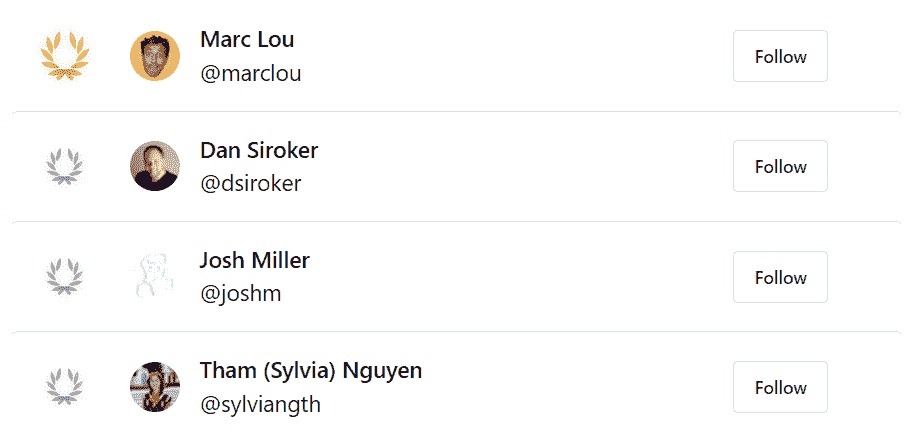 Marc Lou
@marclou
Follow
Dan Siroker
@dsiroker
Follow
Josh Miller
@joshm
Follow
Tham (Sylvia) Nguyen
@sylviangth
Follow